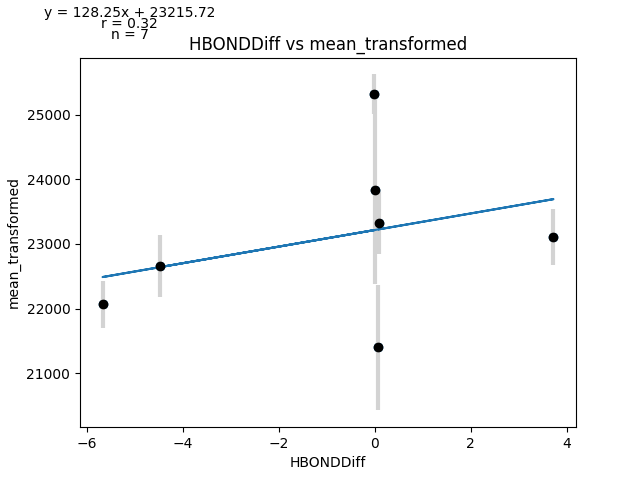 y = 128.25x + 23215.72
r = 0.32
n = 7
HBONDDiff vs mean_transformed
25000
24000
23000
22000
21000
mean_transformed
−6
−4
−2
0
2
4
HBONDDiff